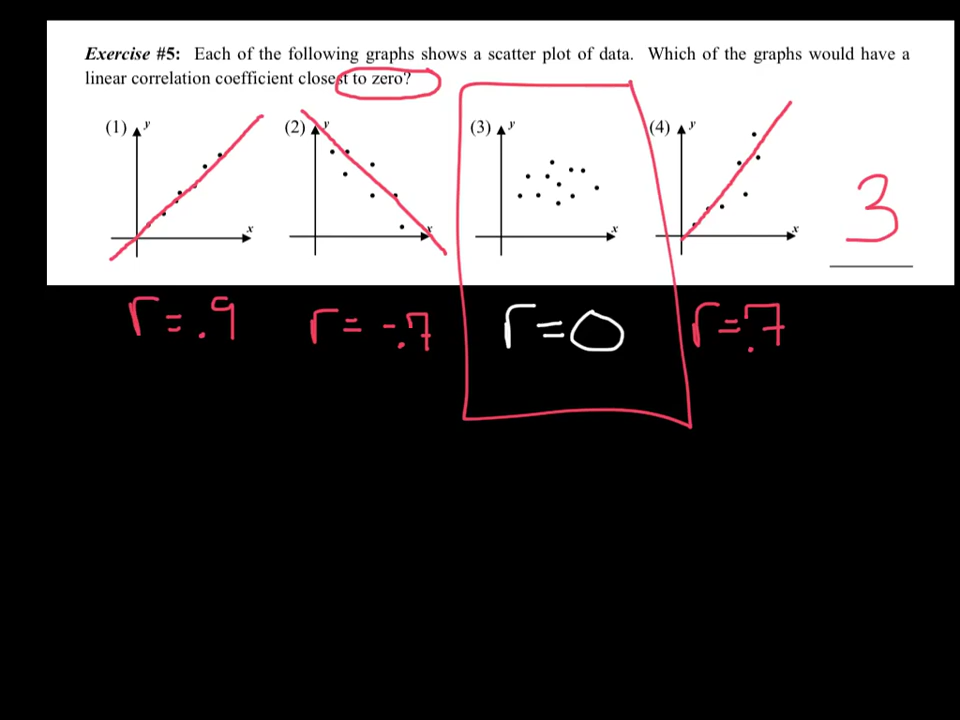 Exercise #5: Each of the following graphs shows a scatter plot of data. Which of the graphs would have a
linear correlation coefficient closest to zero?
(1) y (2) y (3) y (4) y
x x x x
3
r=.9 r=-.7 r=0 r=.7